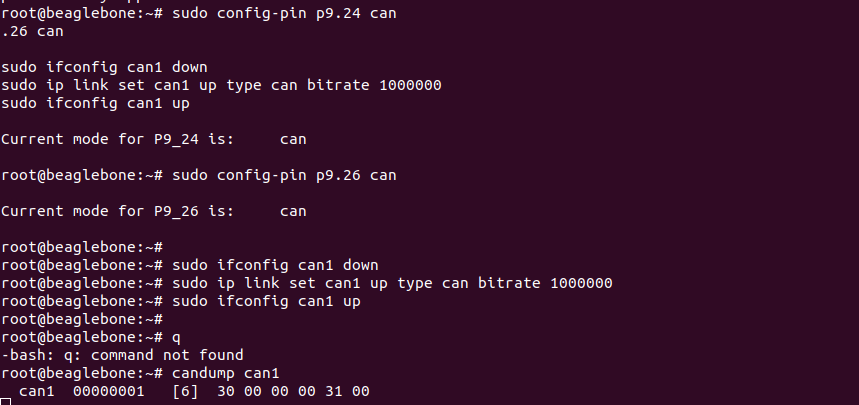 root@beaglebone:~# sudo config-pin p9.24 can
.26 can
sudo ifconfig can1 down
sudo ip link set can1 up type can bitrate 1000000
sudo ifconfig can1 up
Current mode for P9_24 is:     can
root@beaglebone:~# sudo config-pin p9.26 can
Current mode for P9_26 is:     can
root@beaglebone:~#
root@beaglebone:~# sudo ifconfig can1 down
root@beaglebone:~# sudo ip link set can1 up type can bitrate 1000000
root@beaglebone:~# sudo ifconfig can1 up
root@beaglebone:~#
root@beaglebone:~# q
-bash: q: command not found
root@beaglebone:~# candump can1
  can1  00000001   [6]  30 00 00 00 31 00